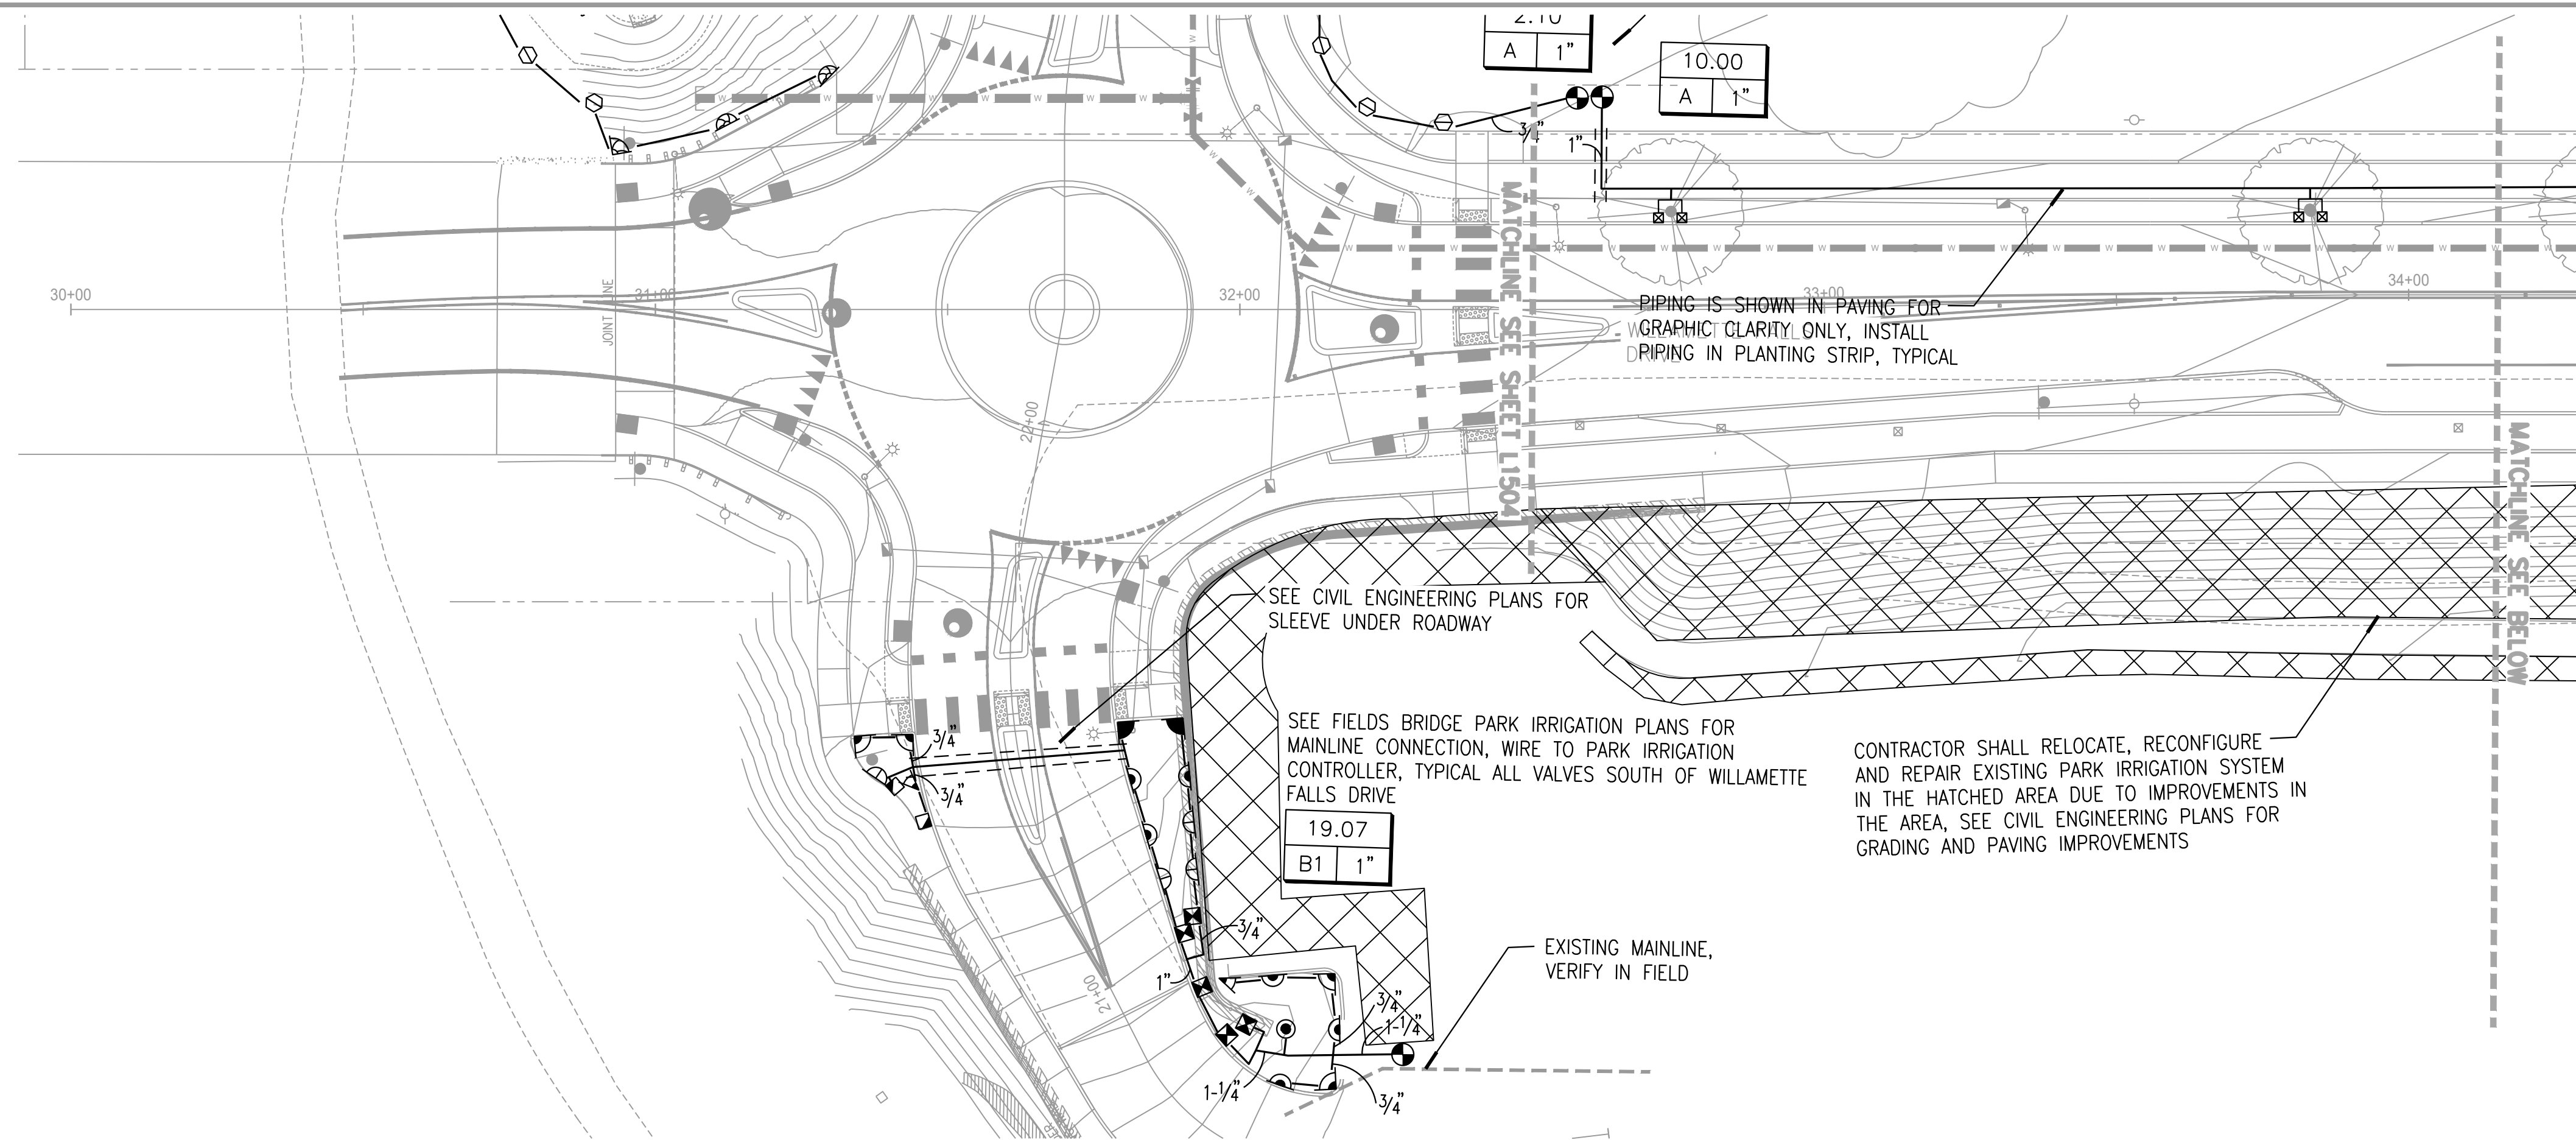 2.10
A 1"
10.00
A 1"
3/4"
1"
30+00
31+00
32+00
33+00
34+00
JOINT LINE
22+00
21+00
MATCHLINE SEE SHEET L1504
MATCHLINE SEE BELOW
PIPING IS SHOWN IN PAVING FOR
GRAPHIC CLARITY ONLY, INSTALL
PIPING IN PLANTING STRIP, TYPICAL
WILLAMETTE FALLS
DRIVE
SEE CIVIL ENGINEERING PLANS FOR
SLEEVE UNDER ROADWAY
SEE FIELDS BRIDGE PARK IRRIGATION PLANS FOR
MAINLINE CONNECTION, WIRE TO PARK IRRIGATION
CONTROLLER, TYPICAL ALL VALVES SOUTH OF WILLAMETTE
FALLS DRIVE
19.07
B1 1"
CONTRACTOR SHALL RELOCATE, RECONFIGURE
AND REPAIR EXISTING PARK IRRIGATION SYSTEM
IN THE HATCHED AREA DUE TO IMPROVEMENTS IN
THE AREA, SEE CIVIL ENGINEERING PLANS FOR
GRADING AND PAVING IMPROVEMENTS
3/4"
3/4"
3/4"
1"
EXISTING MAINLINE,
VERIFY IN FIELD
3/4"
1-1/4"
1-1/4"
3/4"